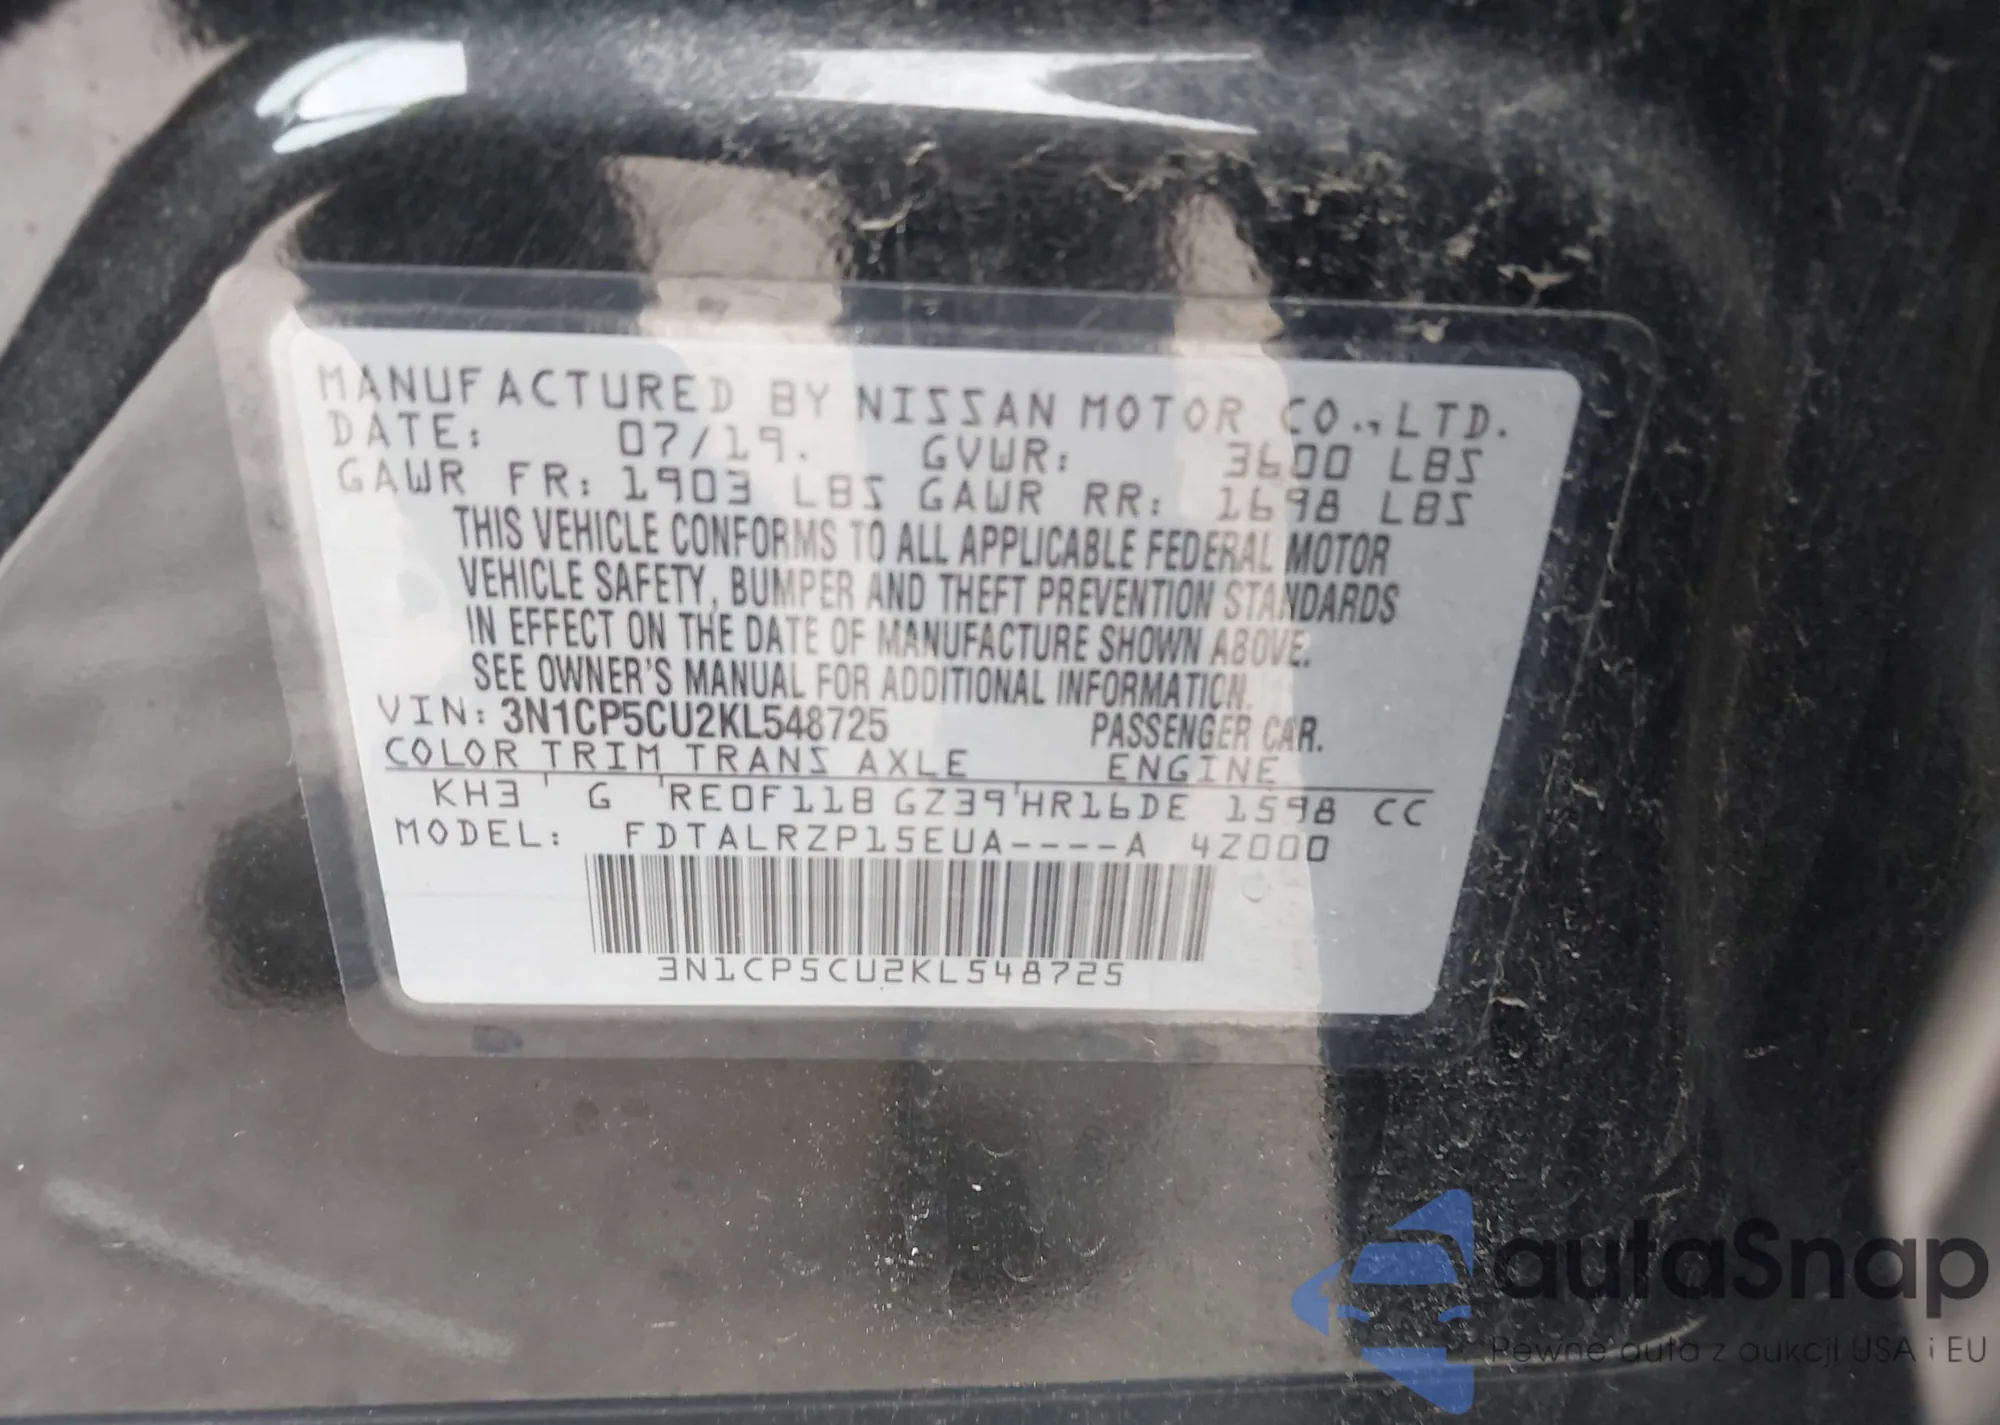 MANUFACTURED BY NISSAN MOTOR CO., LTD.
DATE: 07/19. GVWR: 3600 LBS
GAWR FR: 1903 LBS GAWR RR: 1698 LBS
THIS VEHICLE CONFORMS TO ALL APPLICABLE FEDERAL MOTOR
VEHICLE SAFETY, BUMPER AND THEFT PREVENTION STANDARDS
IN EFFECT ON THE DATE OF MANUFACTURE SHOWN ABOVE.
SEE OWNER'S MANUAL FOR ADDITIONAL INFORMATION.
VIN: 3N1CP5CU2KL548725 PASSENGER CAR.
COLOR TRIM TRANS AXLE ENGINE
KH3 ' G 'RE0F11B GZ39'HR16DE 1598 CC
MODEL: FDTALRZP15EUA----A 4Z000
3N1CP5CU2KL548725
autaSnap
Pewne auta z aukcji USA i EU